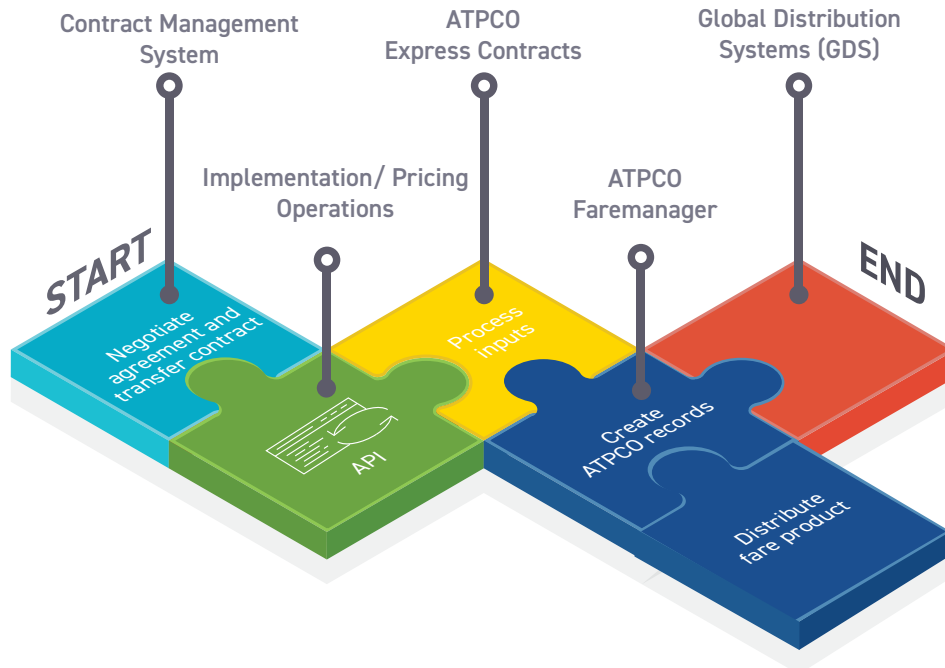 Contract Management
System
ATPCO
Express Contracts
Global Distribution
Systems (GDS)
Implementation/ Pricing
Operations
ATPCO
Faremanager
START
END
Negotiate
agreement and
transfer contract
API
Process
inputs
Create
ATPCO records
Distribute
fare product